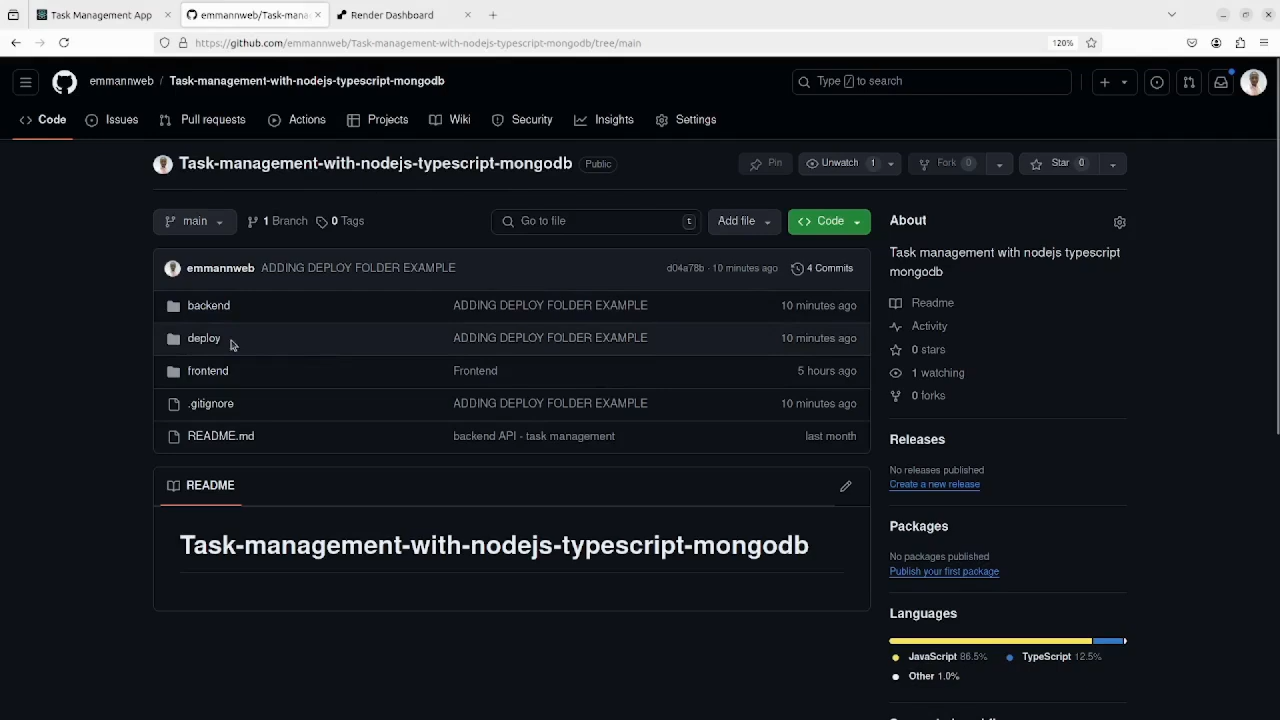 Task Management App
emmannweb/Task-mana
Render Dashboard
https://github.com/emmannweb/Task-management-with-nodejs-typescript-mongodb/tree/main
120%
emmannweb / Task-management-with-nodejs-typescript-mongodb
Type / to search
Code
Issues
Pull requests
Actions
Projects
Wiki
Security
Insights
Settings
Task-management-with-nodejs-typescript-mongodb
Public
Pin
Unwatch 1
Fork 0
Star 0
main
1 Branch
0 Tags
Go to file
t
Add file
Code
emmannweb ADDING DEPLOY FOLDER EXAMPLE
d04a78b · 10 minutes ago
4 Commits
backend ADDING DEPLOY FOLDER EXAMPLE 10 minutes ago
deploy ADDING DEPLOY FOLDER EXAMPLE 10 minutes ago
frontend Frontend 5 hours ago
.gitignore ADDING DEPLOY FOLDER EXAMPLE 10 minutes ago
README.md backend API - task management last month
README
Task-management-with-nodejs-typescript-mongodb
About
Task management with nodejs typescript
mongodb
Readme
Activity
0 stars
1 watching
0 forks
Releases
No releases published
Create a new release
Packages
No packages published
Publish your first package
Languages
JavaScript 86.5%
TypeScript 12.5%
Other 1.0%